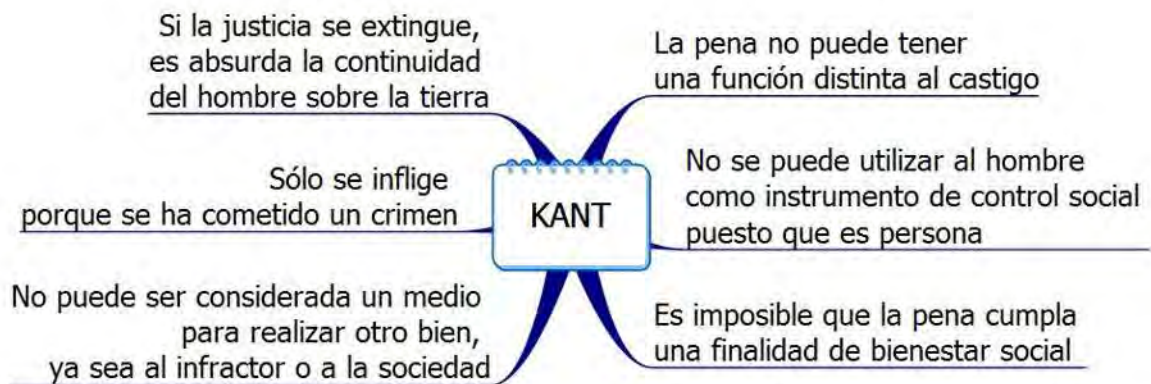 Si la justicia se extingue,
es absurda la continuidad
del hombre sobre la tierra
Sólo se inflige
porque se ha cometido un crimen
No puede ser considerada un medio
para realizar otro bien,
ya sea al infractor o a la sociedad
KANT
La pena no puede tener
una función distinta al castigo
No se puede utilizar al hombre
como instrumento de control social
puesto que es persona
Es imposible que la pena cumpla
una finalidad de bienestar social